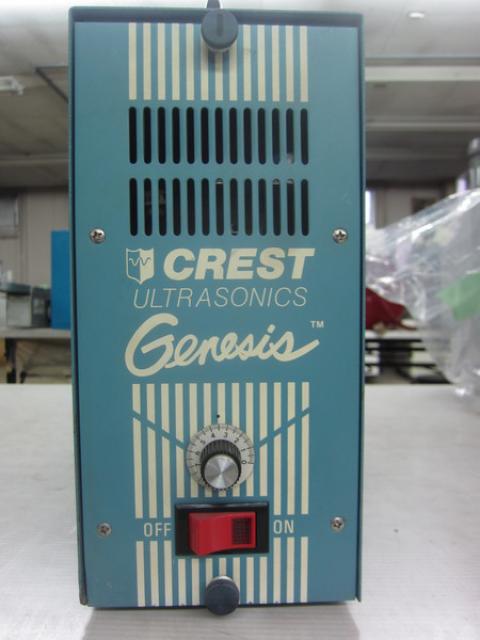 CREST
ULTRASONICS
Genesis™
OFF ON